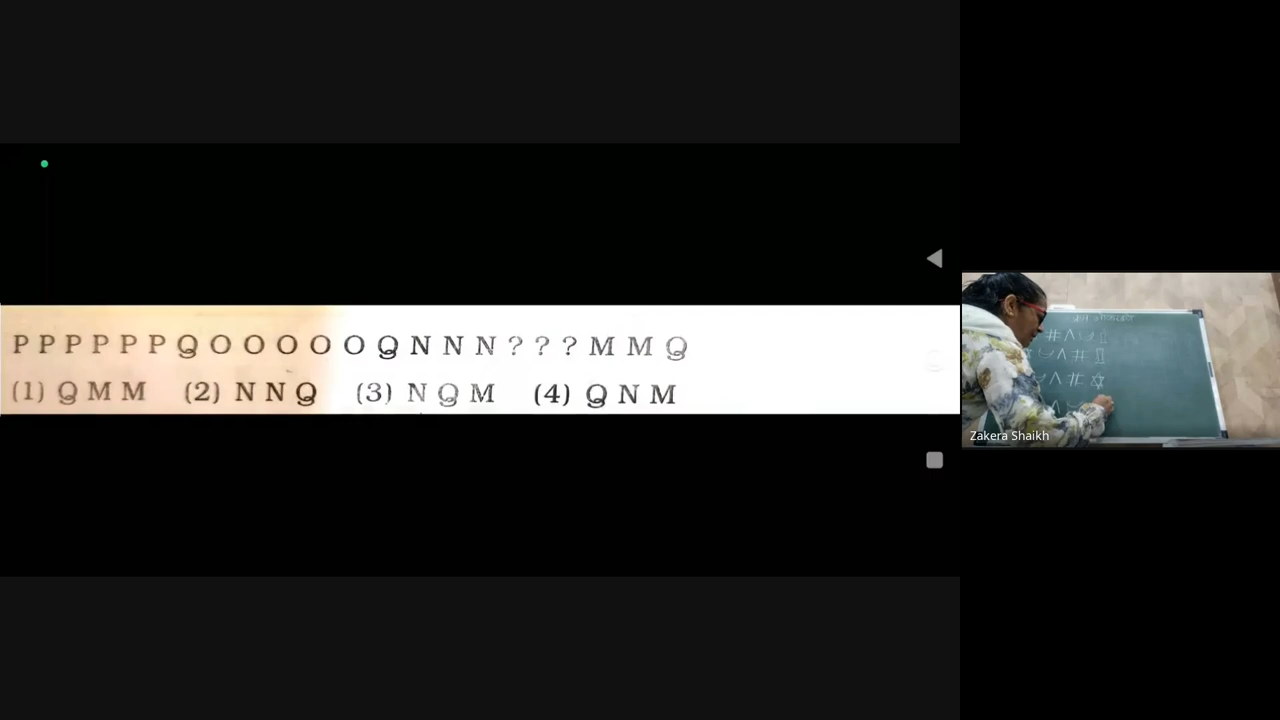 P P P P P P Q O O O O O Q N N N ? ? ? M M Q
(1) Q M M (2) N N Q (3) N Q M (4) Q N M
Zakera Shaikh
# Λ
Λ #
Λ #
Λ